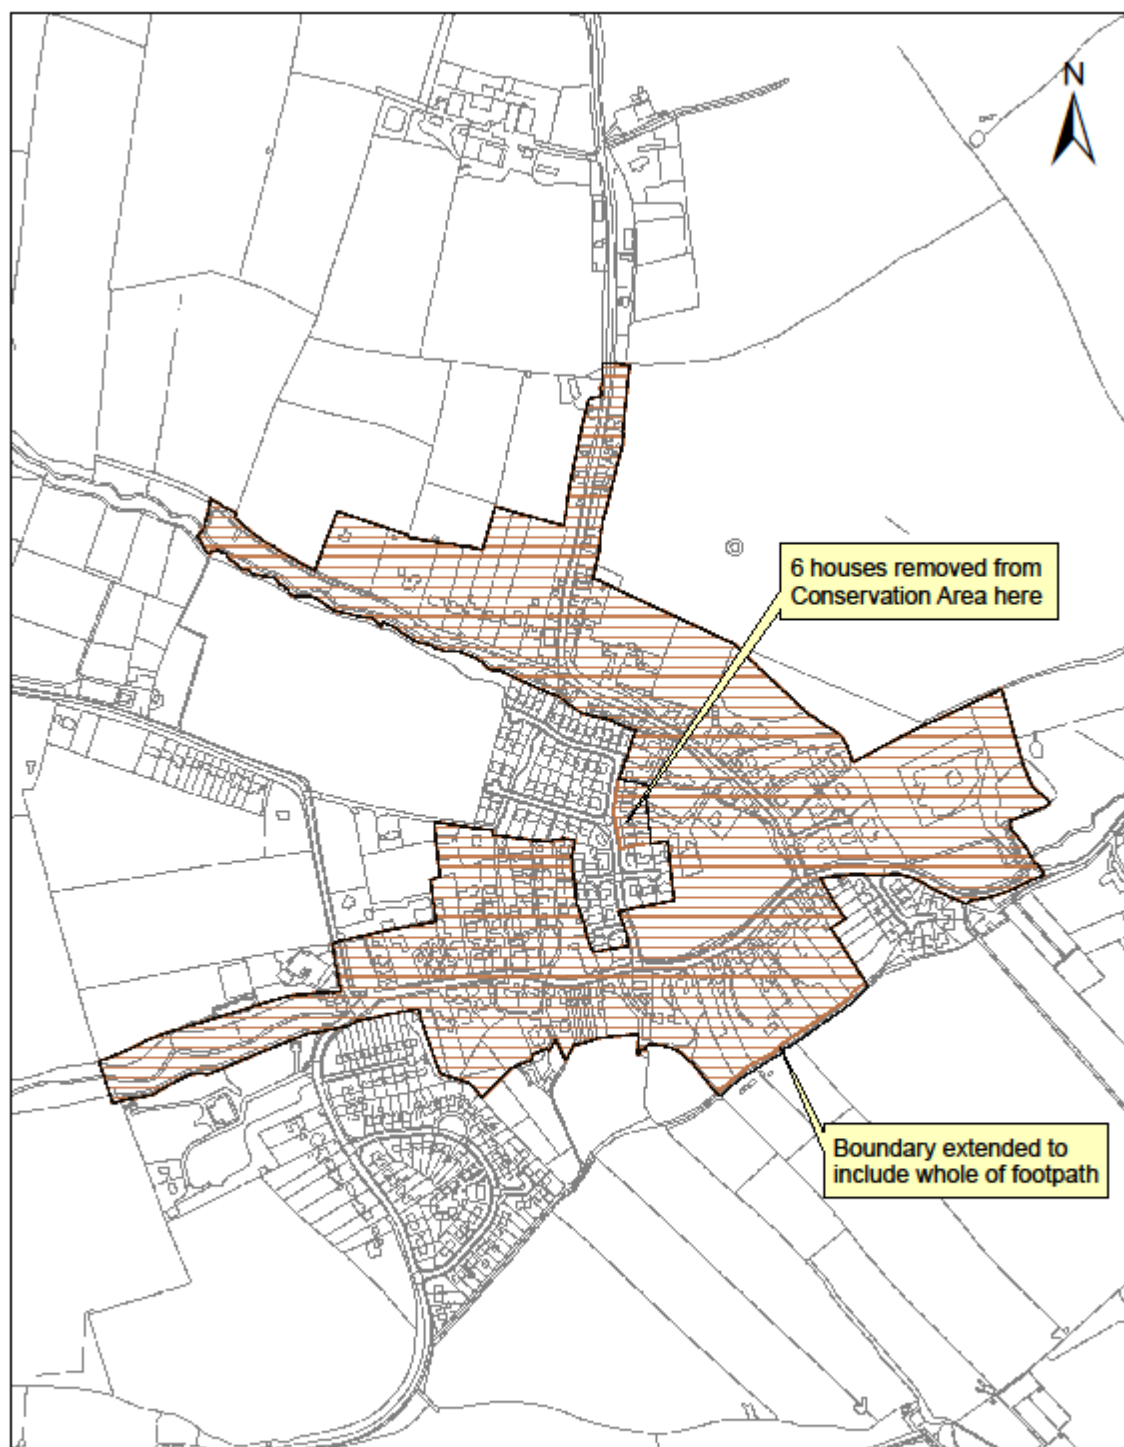 N
6 houses removed from
Conservation Area here
Boundary extended to
include whole of footpath